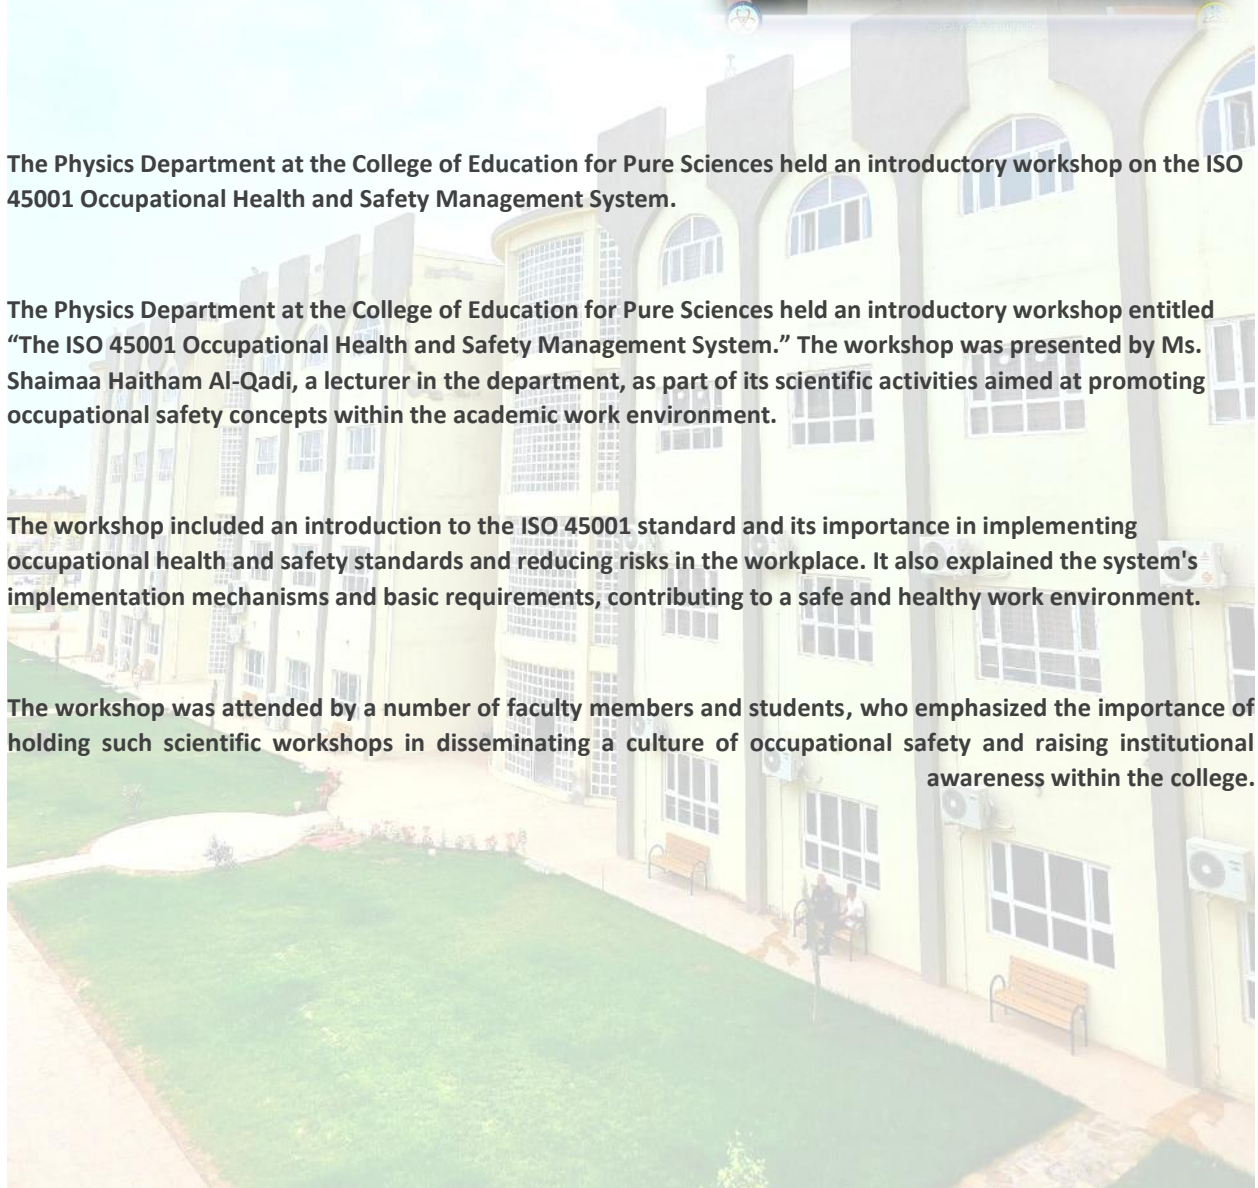 The Physics Department at the College of Education for Pure Sciences held an introductory workshop on the ISO
45001 Occupational Health and Safety Management System.
The Physics Department at the College of Education for Pure Sciences held an introductory workshop entitled
“The ISO 45001 Occupational Health and Safety Management System.” The workshop was presented by Ms.
Shaimaa Haitham Al-Qadi, a lecturer in the department, as part of its scientific activities aimed at promoting
occupational safety concepts within the academic work environment.
The workshop included an introduction to the ISO 45001 standard and its importance in implementing
occupational health and safety standards and reducing risks in the workplace. It also explained the system's
implementation mechanisms and basic requirements, contributing to a safe and healthy work environment.
The workshop was attended by a number of faculty members and students, who emphasized the importance of
holding such scientific workshops in disseminating a culture of occupational safety and raising institutional
awareness within the college.